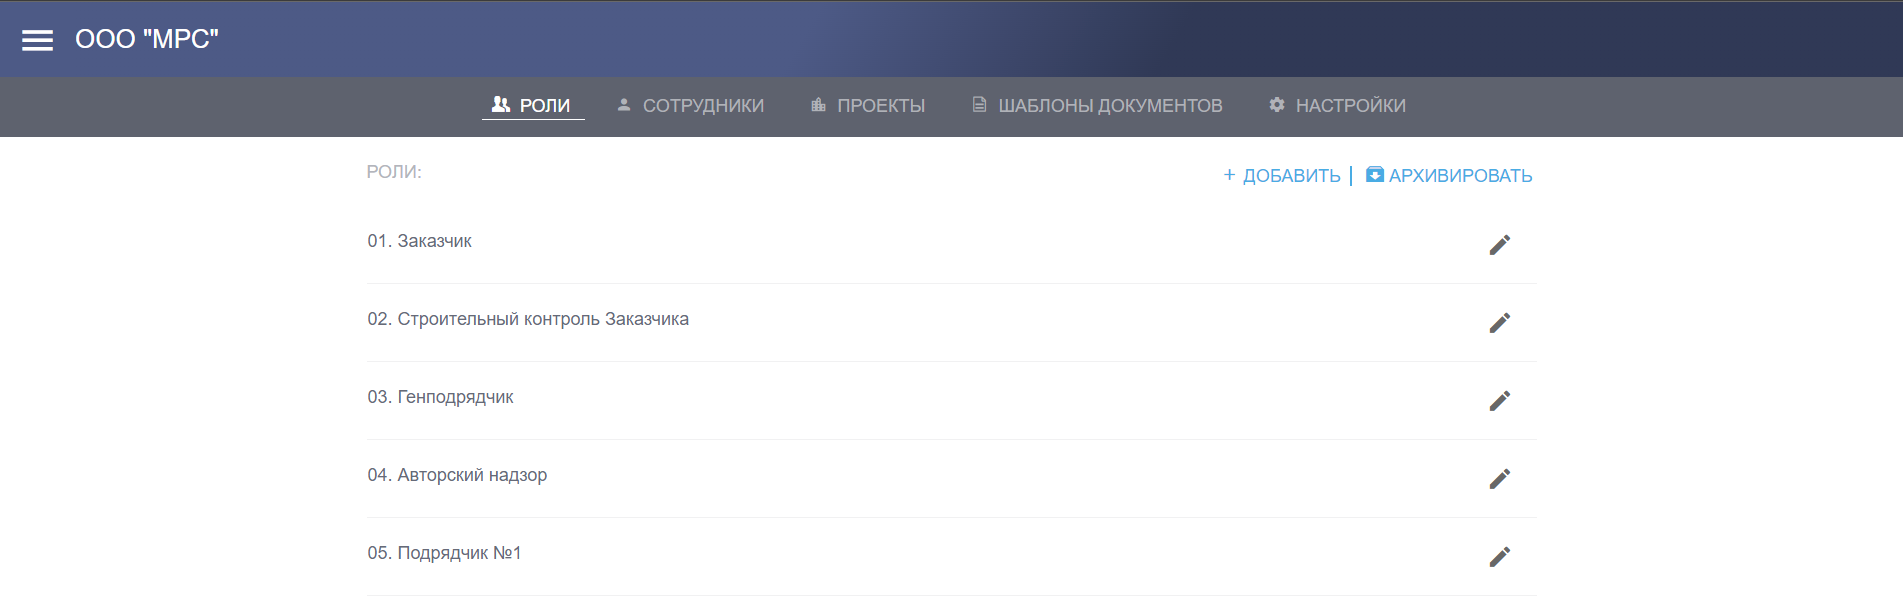 ООО "МРС"
РОЛИ СОТРУДНИКИ ПРОЕКТЫ ШАБЛОНЫ ДОКУМЕНТОВ НАСТРОЙКИ
РОЛИ: + ДОБАВИТЬ | АРХИВИРОВАТЬ
01. Заказчик
02. Строительный контроль Заказчика
03. Генподрядчик
04. Авторский надзор
05. Подрядчик №1